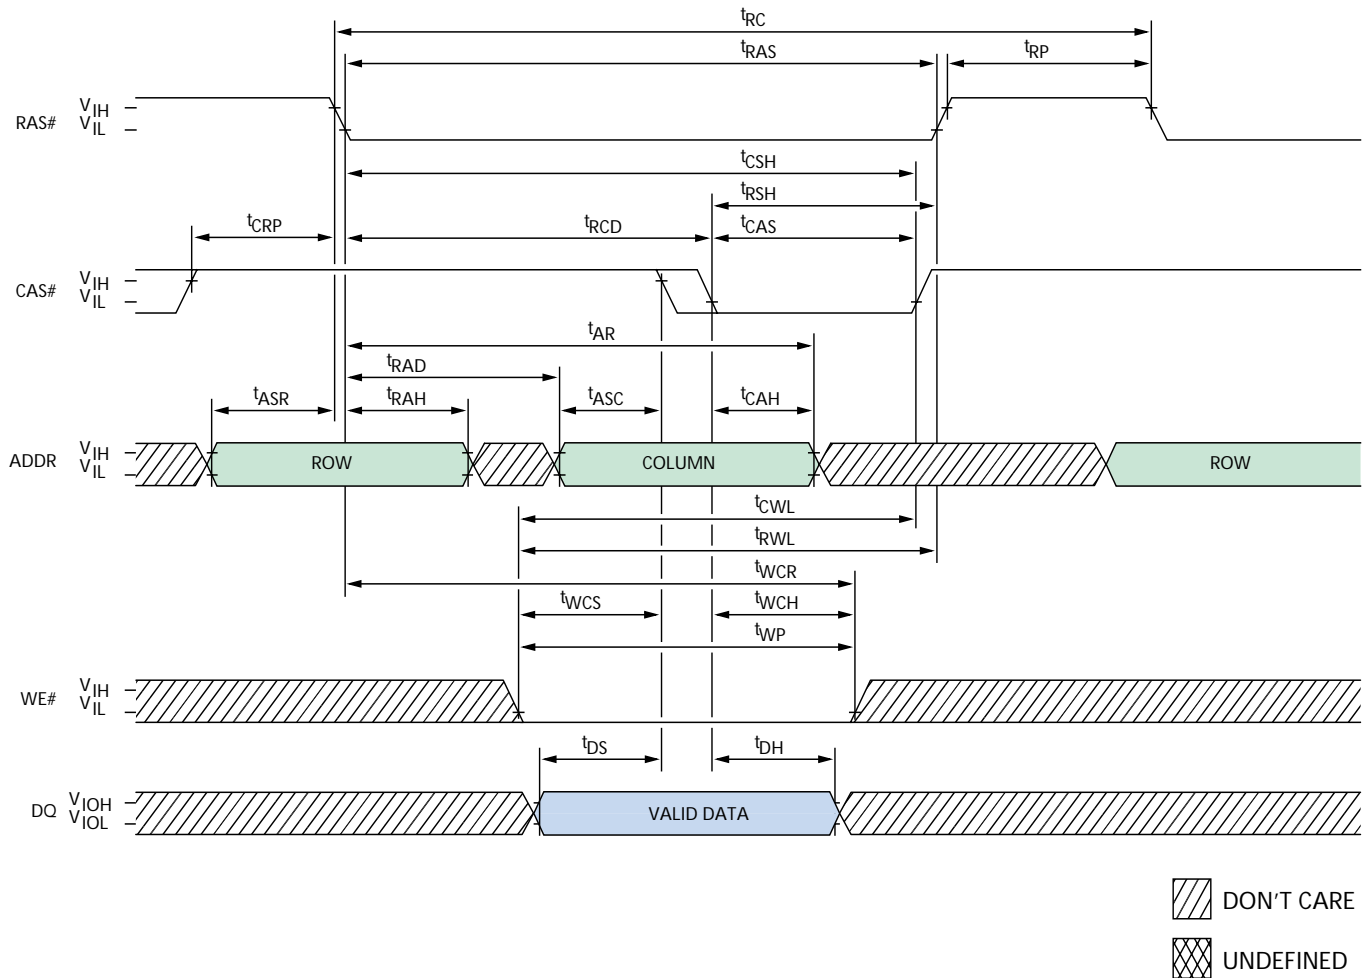 tRC
tRAS
tRP
RAS#
VIH
VIL
tCSH
tRSH
tCRP
tRCD
tCAS
CAS#
VIH
VIL
tAR
tRAD
tASR
tRAH
tASC
tCAH
ADDR
VIH
VIL
ROW
COLUMN
ROW
tCWL
tRWL
tWCR
tWCS
tWCH
tWP
WE#
VIH
VIL
tDS
tDH
DQ
VIOH
VIOL
VALID DATA
DON'T CARE
UNDEFINED